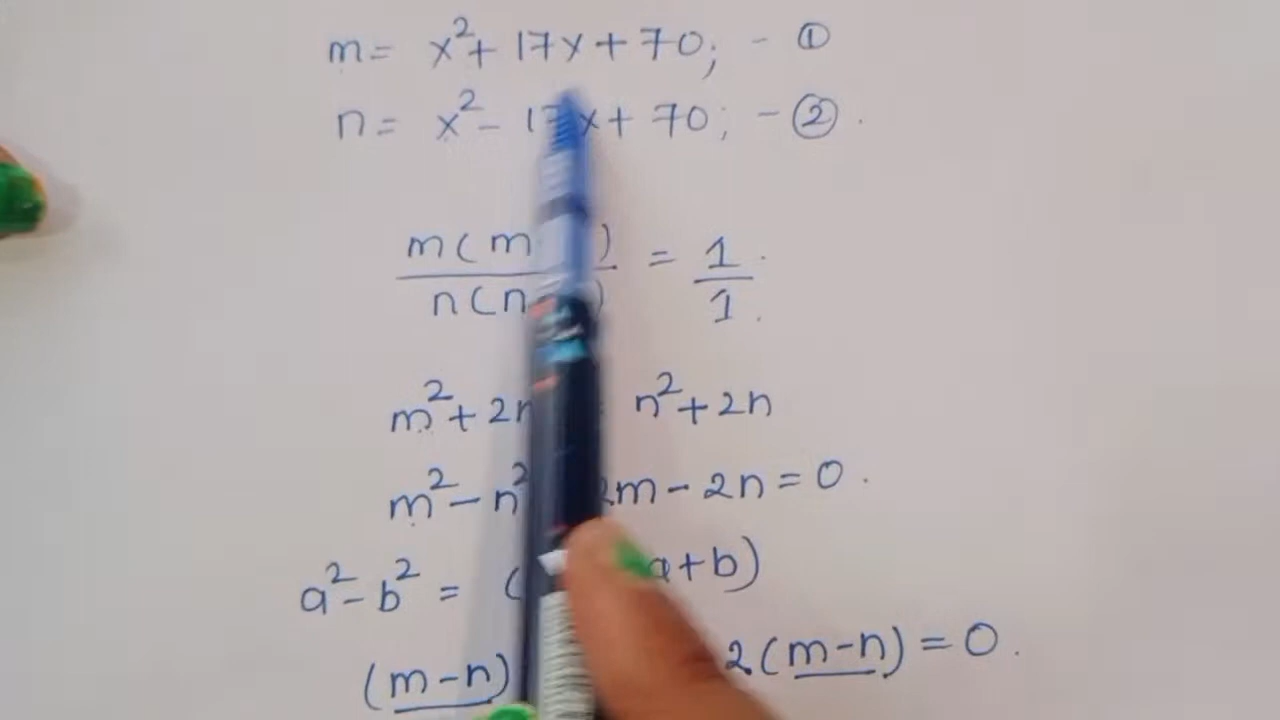 m = x² + 17x + 70; - ①
n = x² - 17x + 70; - ②.
m(m )
= 1.
n(n )
1.
m² + 2 n² + 2n
m² - n² 2m - 2n = 0.
a² - b² = ( a+b)
(m-n) 2(m-n) = 0.